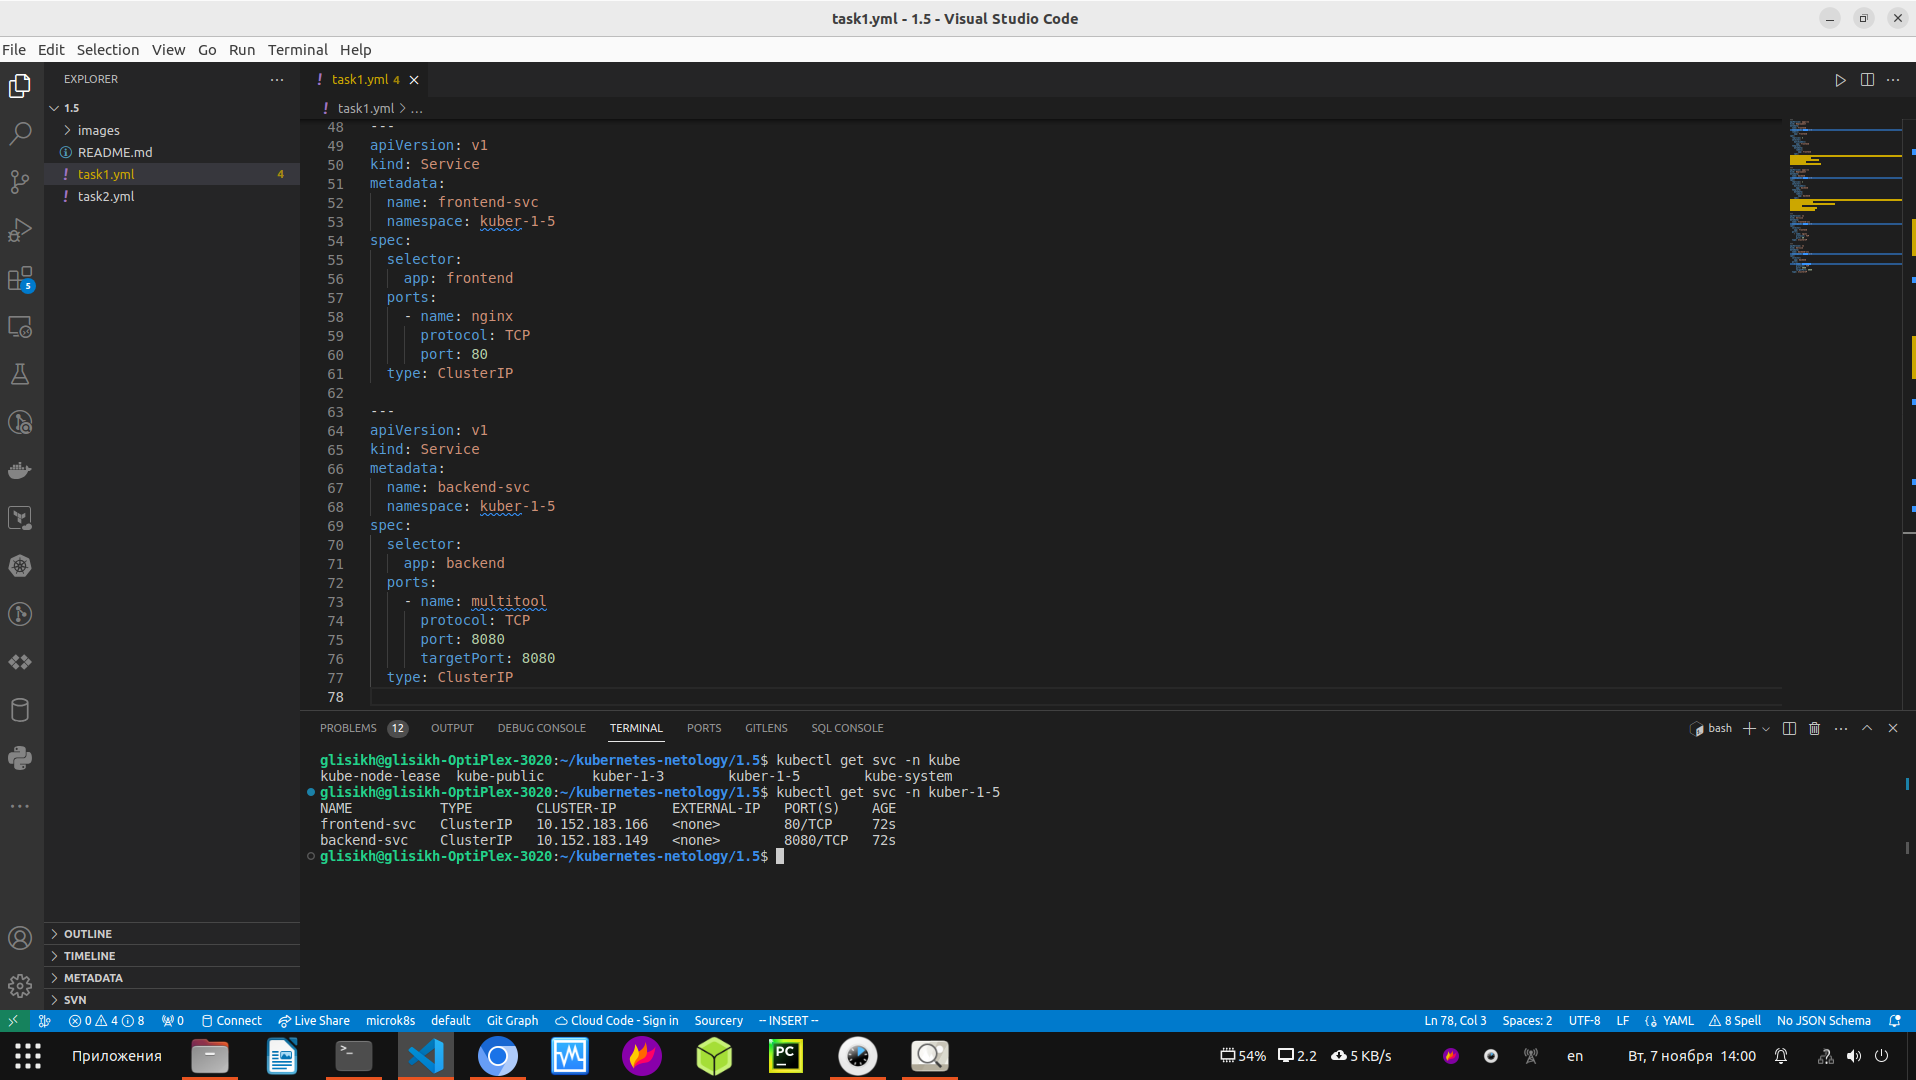 task1.yml - 1.5 - Visual Studio Code
File Edit Selection View Go Run Terminal Help
EXPLORER
1.5
images
README.md
task1.yml 4
task2.yml
OUTLINE
TIMELINE
METADATA
SVN
5
! task1.yml 4
! task1.yml > ...
48 ---
49 apiVersion: v1
50 kind: Service
51 metadata:
52 name: frontend-svc
53 namespace: kuber-1-5
54 spec:
55 selector:
56 app: frontend
57 ports:
58 - name: nginx
59 protocol: TCP
60 port: 80
61 type: ClusterIP
62
63 ---
64 apiVersion: v1
65 kind: Service
66 metadata:
67 name: backend-svc
68 namespace: kuber-1-5
69 spec:
70 selector:
71 app: backend
72 ports:
73 - name: multitool
74 protocol: TCP
75 port: 8080
76 targetPort: 8080
77 type: ClusterIP
78
PROBLEMS 12 OUTPUT DEBUG CONSOLE TERMINAL PORTS GITLENS SQL CONSOLE
bash
glisikh@glisikh-OptiPlex-3020:~/kubernetes-netology/1.5$ kubectl get svc -n kube
kube-node-lease kube-public kuber-1-3 kuber-1-5 kube-system
glisikh@glisikh-OptiPlex-3020:~/kubernetes-netology/1.5$ kubectl get svc -n kuber-1-5
NAME TYPE CLUSTER-IP EXTERNAL-IP PORT(S) AGE
frontend-svc ClusterIP 10.152.183.166 <none> 80/TCP 72s
backend-svc ClusterIP 10.152.183.149 <none> 8080/TCP 72s
glisikh@glisikh-OptiPlex-3020:~/kubernetes-netology/1.5$
0 4 8 0 Connect Live Share microk8s default Git Graph Cloud Code - Sign in Sourcery -- INSERT -- Ln 78, Col 3 Spaces: 2 UTF-8 LF YAML 8 Spell No JSON Schema
Приложения PC 54% 2.2 5 KB/s en Вт, 7 ноября 14:00